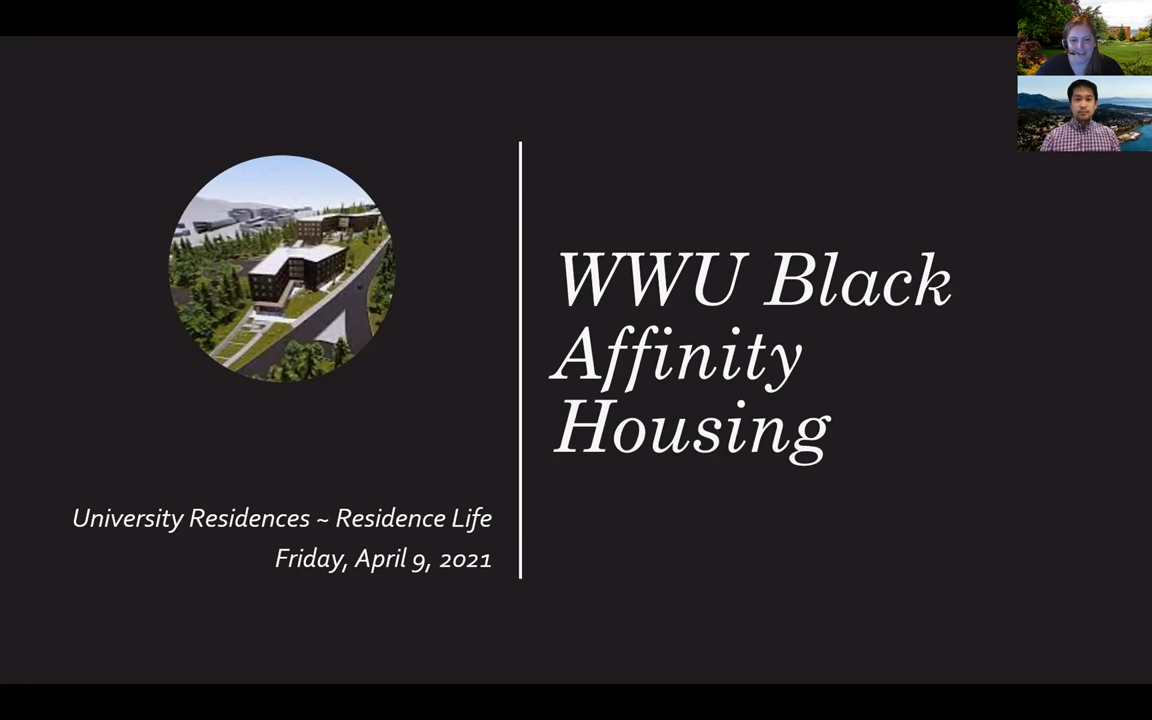 WWU Black
Affinity
Housing
University Residences ~ Residence Life
Friday, April 9, 2021